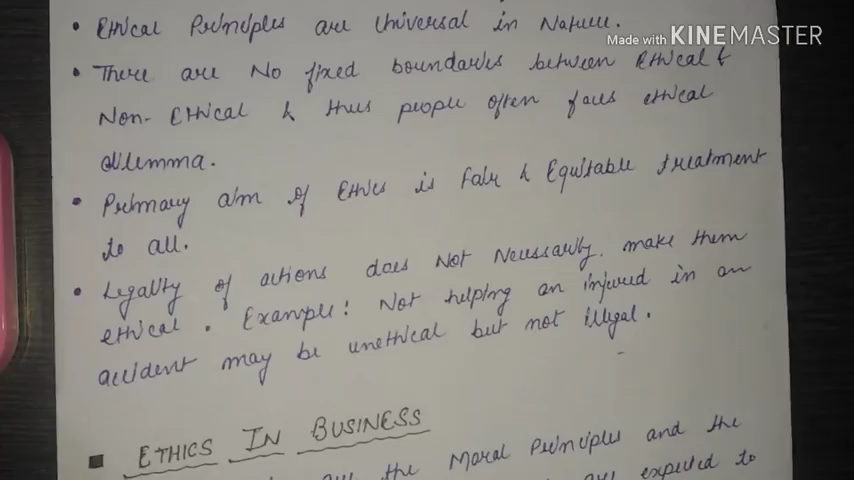 • Ethical Principles are Universal in Nature.
Made with KINEMASTER
• There are No fixed boundaries between Ethical &
Non-Ethical & thus people often faces ethical
dilemma.
• Primary aim of Ethics is Fair & Equitable treatment
to all.
• Legality of actions does Not Necessarily make them
ethical. Example: Not helping an injured in an
accident may be unethical but not illegal.
■ ETHICS IN BUSINESS
are the Moral Principles and the
are expected to